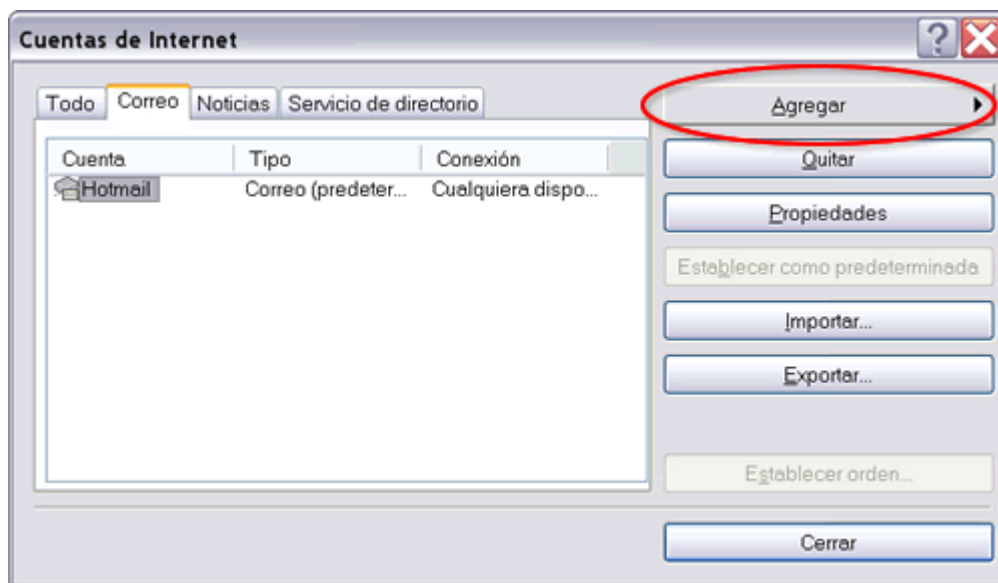 Cuentas de Internet
Todo Correo Noticias Servicio de directorio
Agregar
Cuenta Tipo Conexión
Quitar
Hotmail Correo (predeter... Cualquiera dispo...
Propiedades
Establecer como predeterminada
Importar...
Exportar...
Establecer orden...
Cerrar